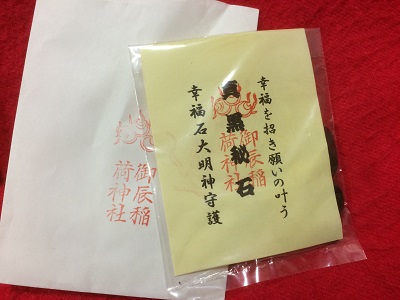 御辰稲
荷神社
幸福を招き願いの叶う
真黒秘石
御辰稲
荷神社
幸福石大明神守護